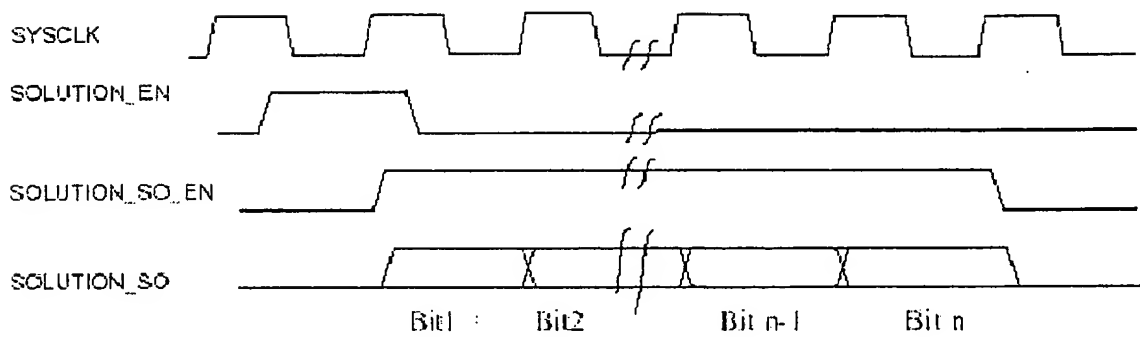 SYSCLK
SOLUTION_EN
SOLUTION_SO_EN
SOLUTION_SO
Bit1 Bit2 Bit n-1 Bit n